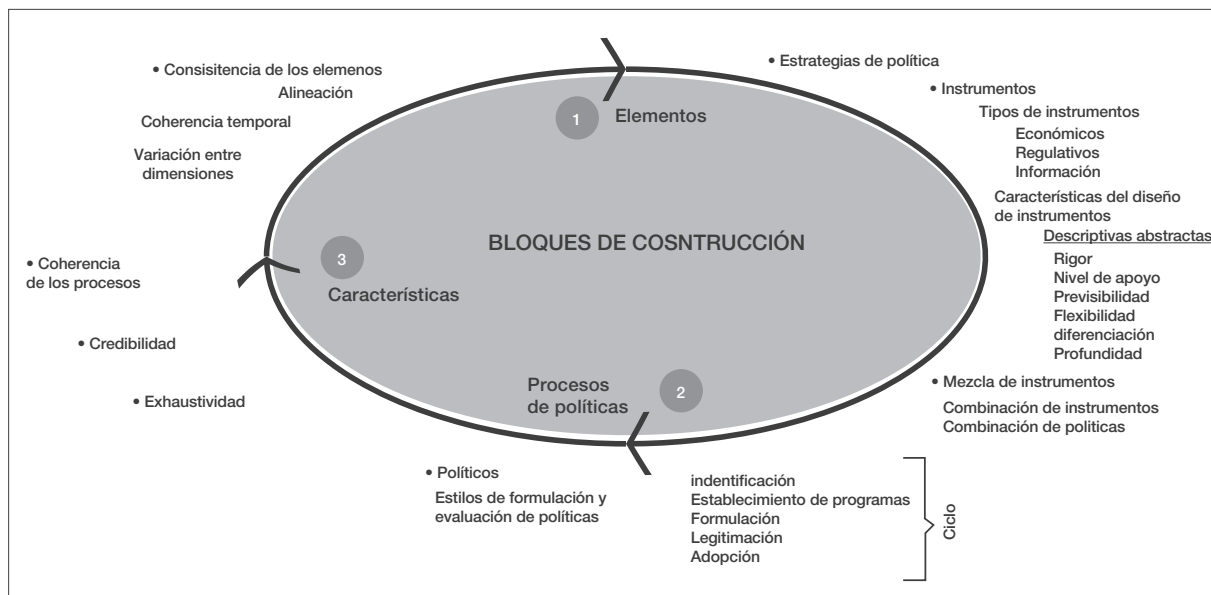 • Consisitencia de los elemenos
Alineación
Coherencia temporal
Variación entre
dimensiones
• Coherencia
de los procesos
• Credibilidad
• Exhaustividad
1
Elementos
BLOQUES DE COSNTRUCCIÓN
3
Característícas
Procesos
de políticas
2
• Estrategias de política
• Instrumentos
Tipos de instrumentos
Económicos
Regulativos
Información
Característícas del diseño
de instrumentos
Descriptivas abstractas
Rigor
Nivel de apoyo
Previsibilidad
Flexibilidad
diferenciación
Profundidad
• Mezcla de instrumentos
Combinación de instrumentos
Combinación de politicas
• Políticos
Estilos de formulación y
evaluación de políticas
indentificación
Establecimiento de programas
Formulación
Legitimación
Adopción
Ciclo